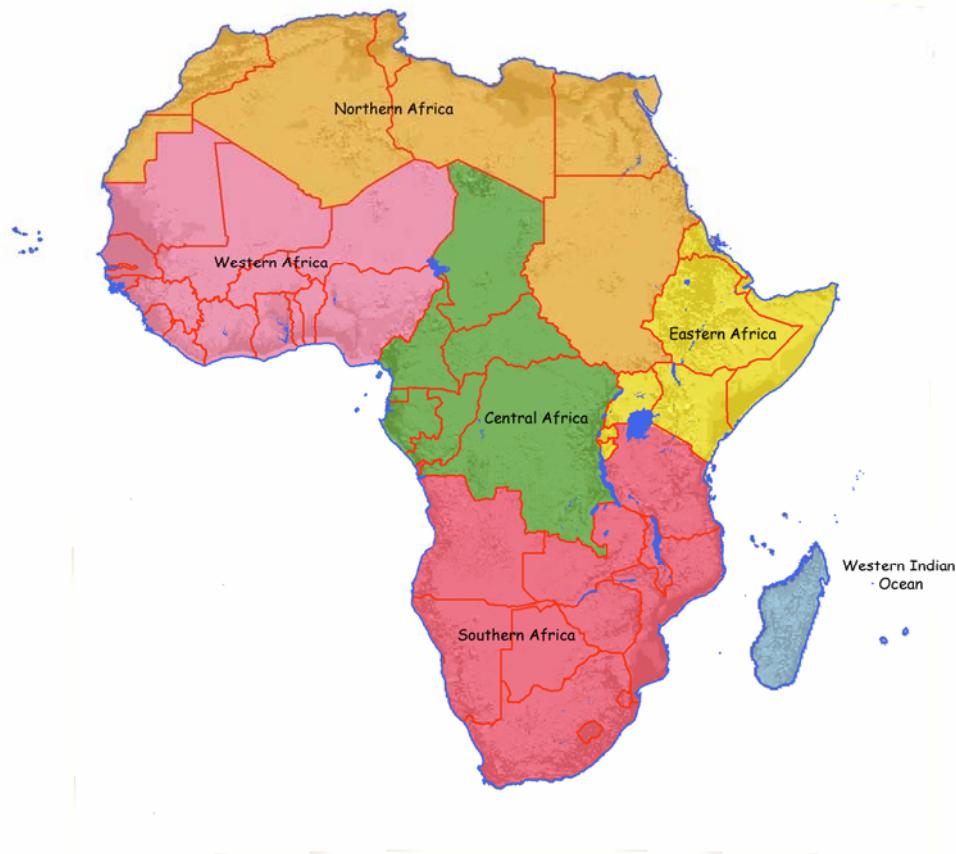 Northern Africa
Western Africa
Eastern Africa
Central Africa
Western Indian
Ocean
Southern Africa